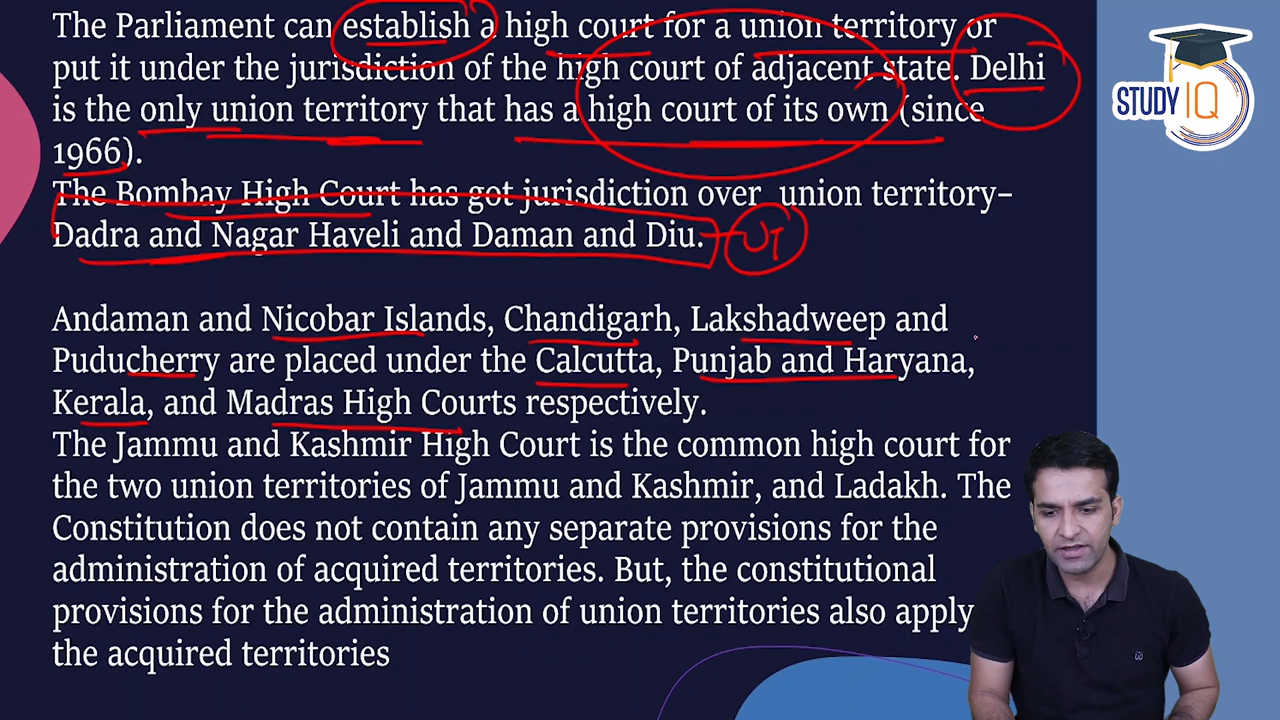 The Parliament can establish a high court for a union territory or
put it under the jurisdiction of the high court of adjacent state. Delhi
is the only union territory that has a high court of its own (since
1966).
The Bombay High Court has got jurisdiction over union territory–
Dadra and Nagar Haveli and Daman and Diu.
UT
Andaman and Nicobar Islands, Chandigarh, Lakshadweep and
Puducherry are placed under the Calcutta, Punjab and Haryana,
Kerala, and Madras High Courts respectively.
The Jammu and Kashmir High Court is the common high court for
the two union territories of Jammu and Kashmir, and Ladakh. The
Constitution does not contain any separate provisions for the
administration of acquired territories. But, the constitutional
provisions for the administration of union territories also apply
the acquired territories
STUDY IQ